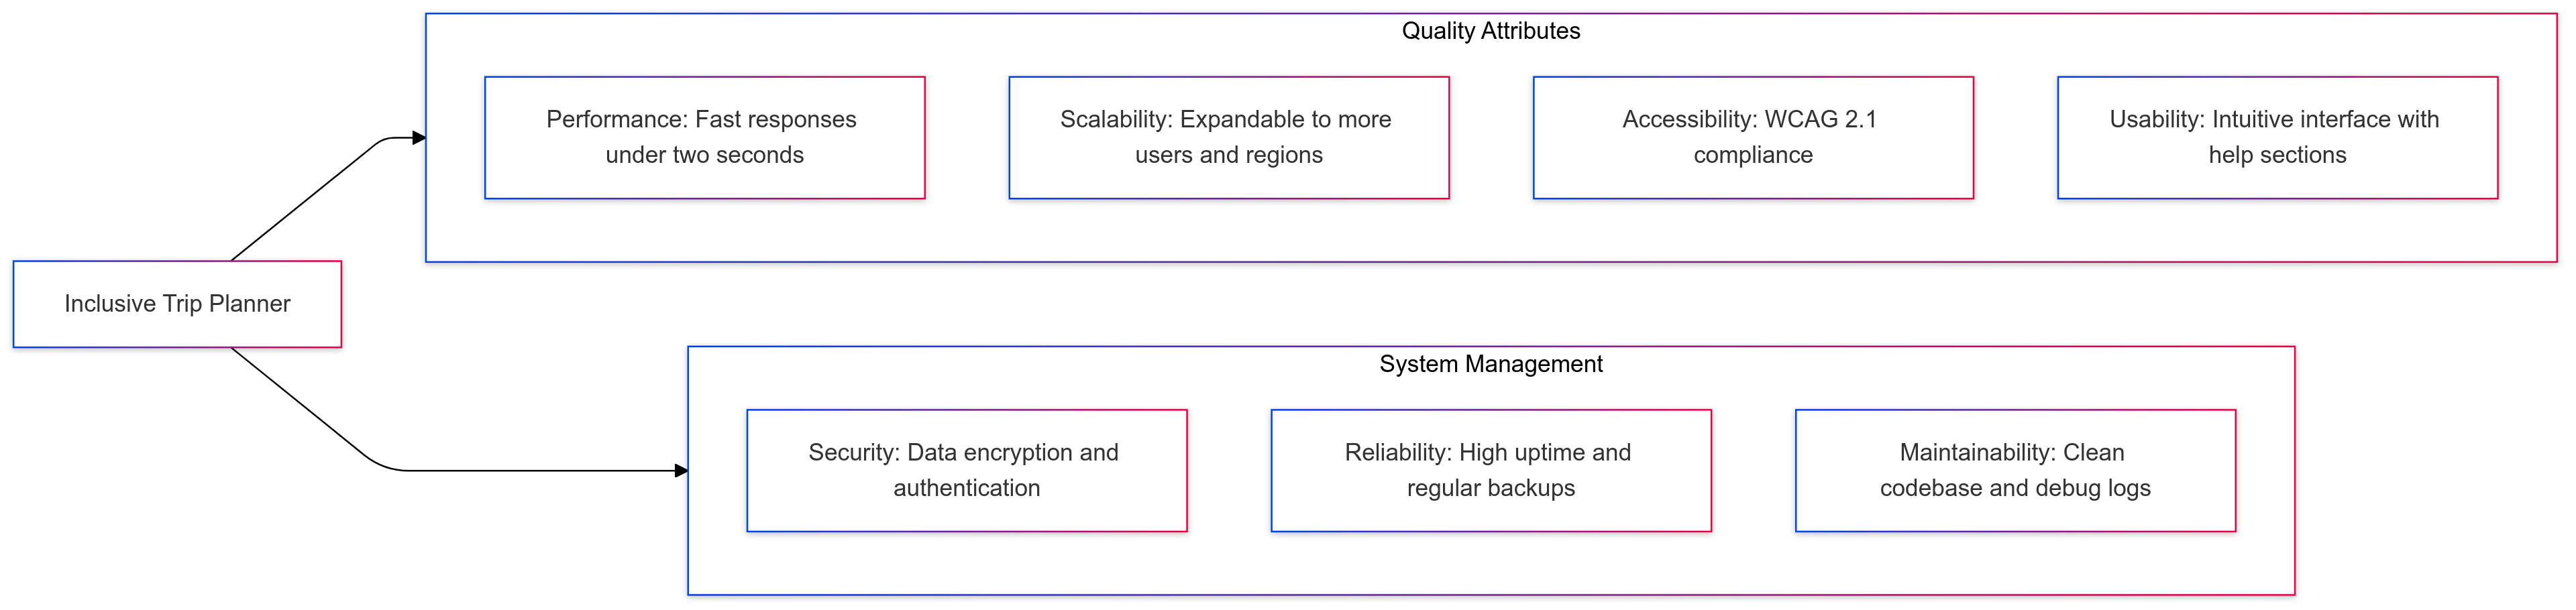 Quality Attributes
Performance: Fast responses
under two seconds
Scalability: Expandable to more
users and regions
Accessibility: WCAG 2.1
compliance
Usability: Intuitive interface with
help sections
Inclusive Trip Planner
System Management
Security: Data encryption and
authentication
Reliability: High uptime and
regular backups
Maintainability: Clean
codebase and debug logs